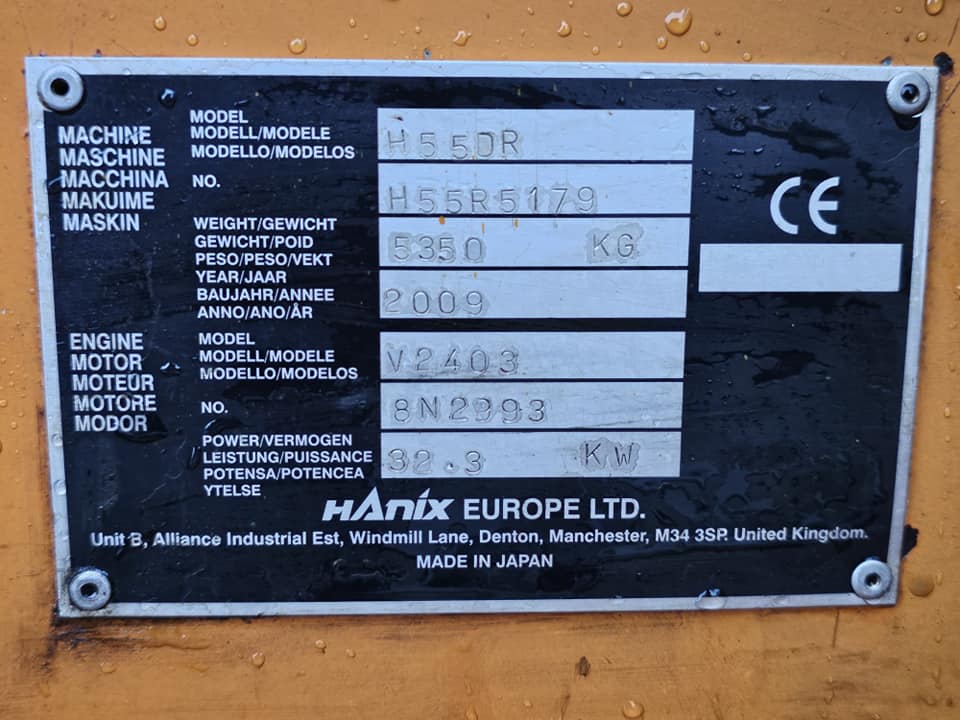 MACHINE
MASCHINE
MACCHINA
MAKUIME
MASKIN
MODEL
MODELL/MODELE
MODELLO/MODELOS
H55DR
NO.
H55R5179
WEIGHT/GEWICHT
GEWICHT/POID
PESO/PESO/VEKT
5350 KG
YEAR/JAAR
BAUJAHR/ANNEE
ANNO/ANO/ÅR
2009
CE
ENGINE
MOTOR
MOTEUR
MOTORE
MODOR
MODEL
MODELL/MODELE
MODELLO/MODELOS
V2403
NO.
8N2993
POWER/VERMOGEN
LEISTUNG/PUISSANCE
POTENSA/POTENCEA
YTELSE
32.3 KW
HANIX EUROPE LTD.
Unit B, Alliance Industrial Est, Windmill Lane, Denton, Manchester, M34 3SP. United Kingdom.
MADE IN JAPAN